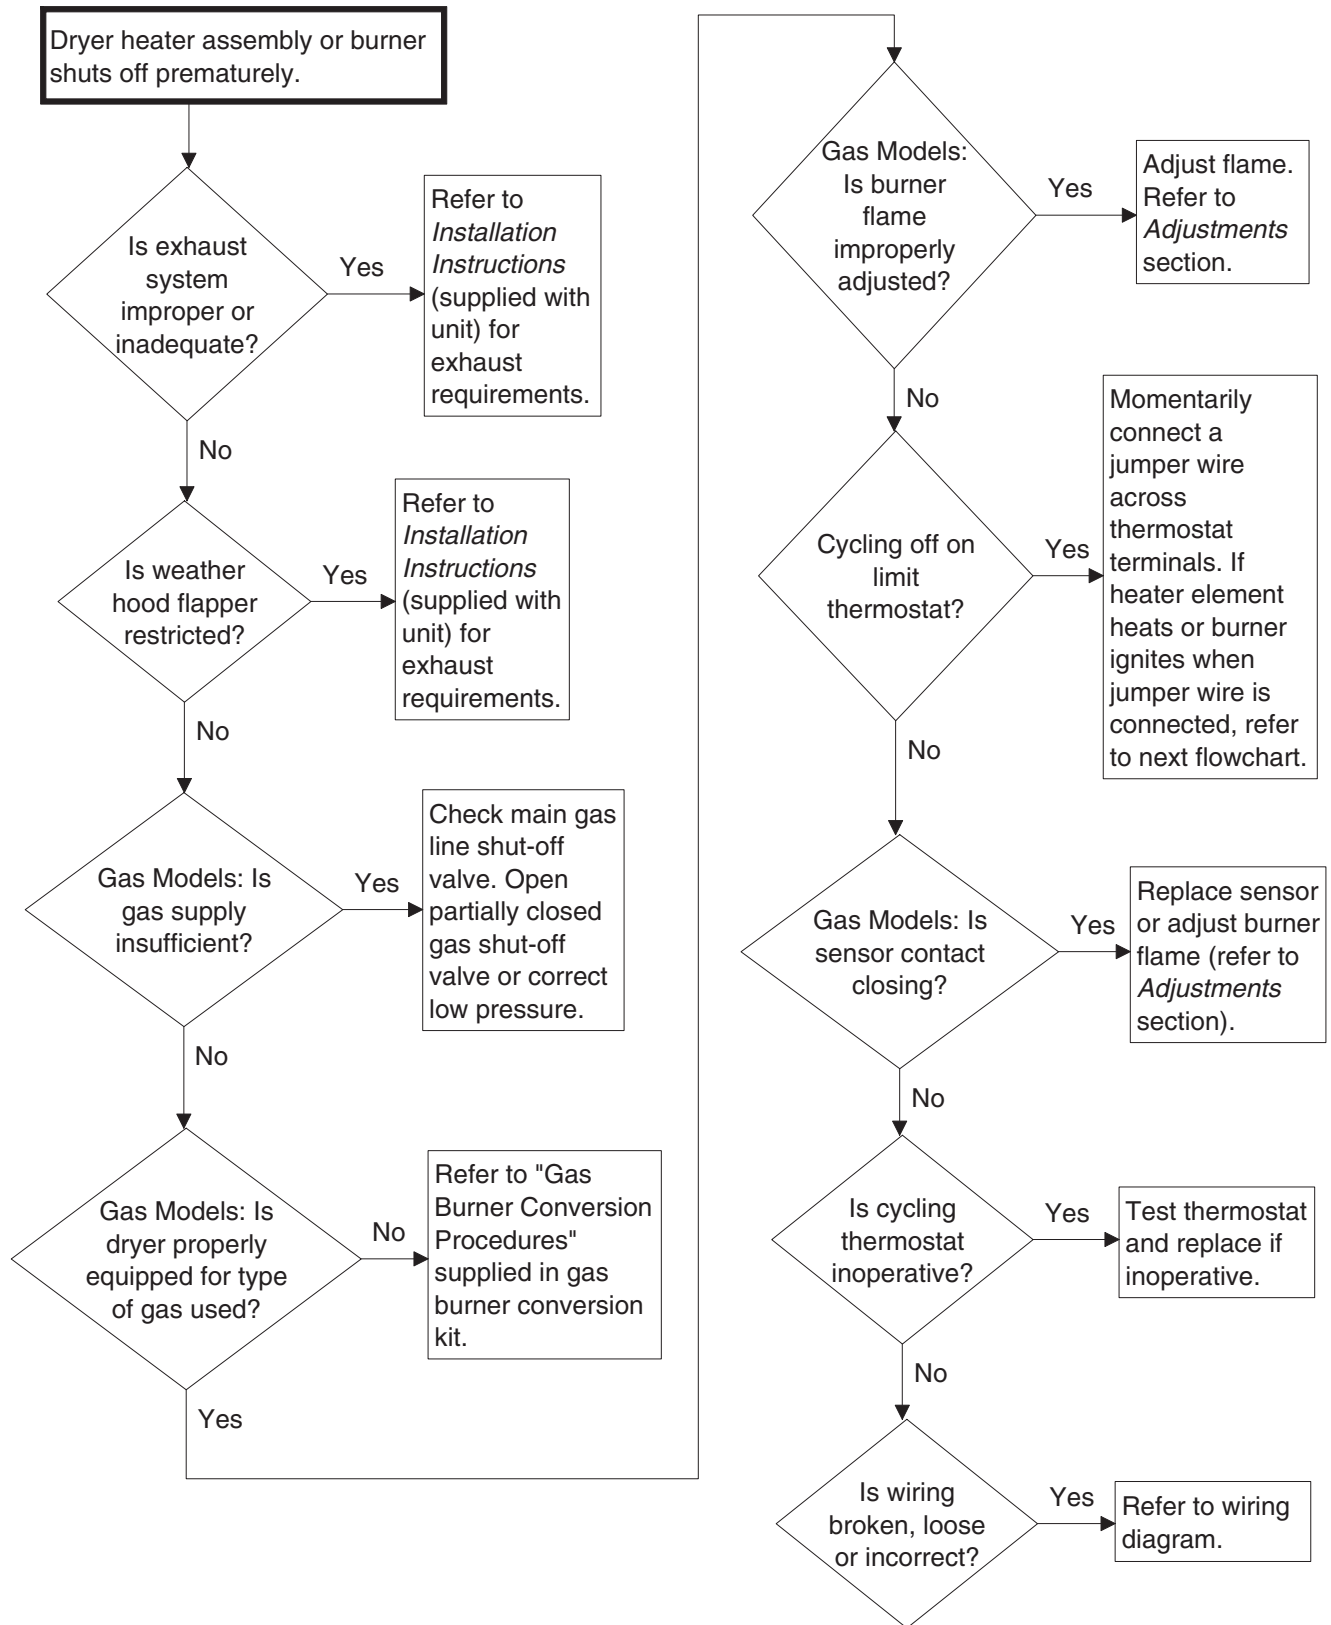 Dryer heater assembly or burner
shuts off prematurely.
Is exhaust
system
improper or
inadequate?
Yes
Refer to
Installation
Instructions
(supplied with
unit) for
exhaust
requirements.
No
Is weather
hood flapper
restricted?
Yes
Refer to
Installation
Instructions
(supplied with
unit) for
exhaust
requirements.
No
Gas Models: Is
gas supply
insufficient?
Yes
Check main gas
line shut-off
valve. Open
partially closed
gas shut-off
valve or correct
low pressure.
No
Gas Models: Is
dryer properly
equipped for type
of gas used?
No
Refer to "Gas
Burner Conversion
Procedures"
supplied in gas
burner conversion
kit.
Yes
Gas Models:
Is burner
flame
improperly
adjusted?
Yes
Adjust flame.
Refer to
Adjustments
section.
No
Cycling off on
limit
thermostat?
Yes
Momentarily
connect a
jumper wire
across
thermostat
terminals. If
heater element
heats or burner
ignites when
jumper wire is
connected, refer
to next flowchart.
No
Gas Models: Is
sensor contact
closing?
Yes
Replace sensor
or adjust burner
flame (refer to
Adjustments
section).
No
Is cycling
thermostat
inoperative?
Yes
Test thermostat
and replace if
inoperative.
No
Is wiring
broken, loose
or incorrect?
Yes
Refer to wiring
diagram.